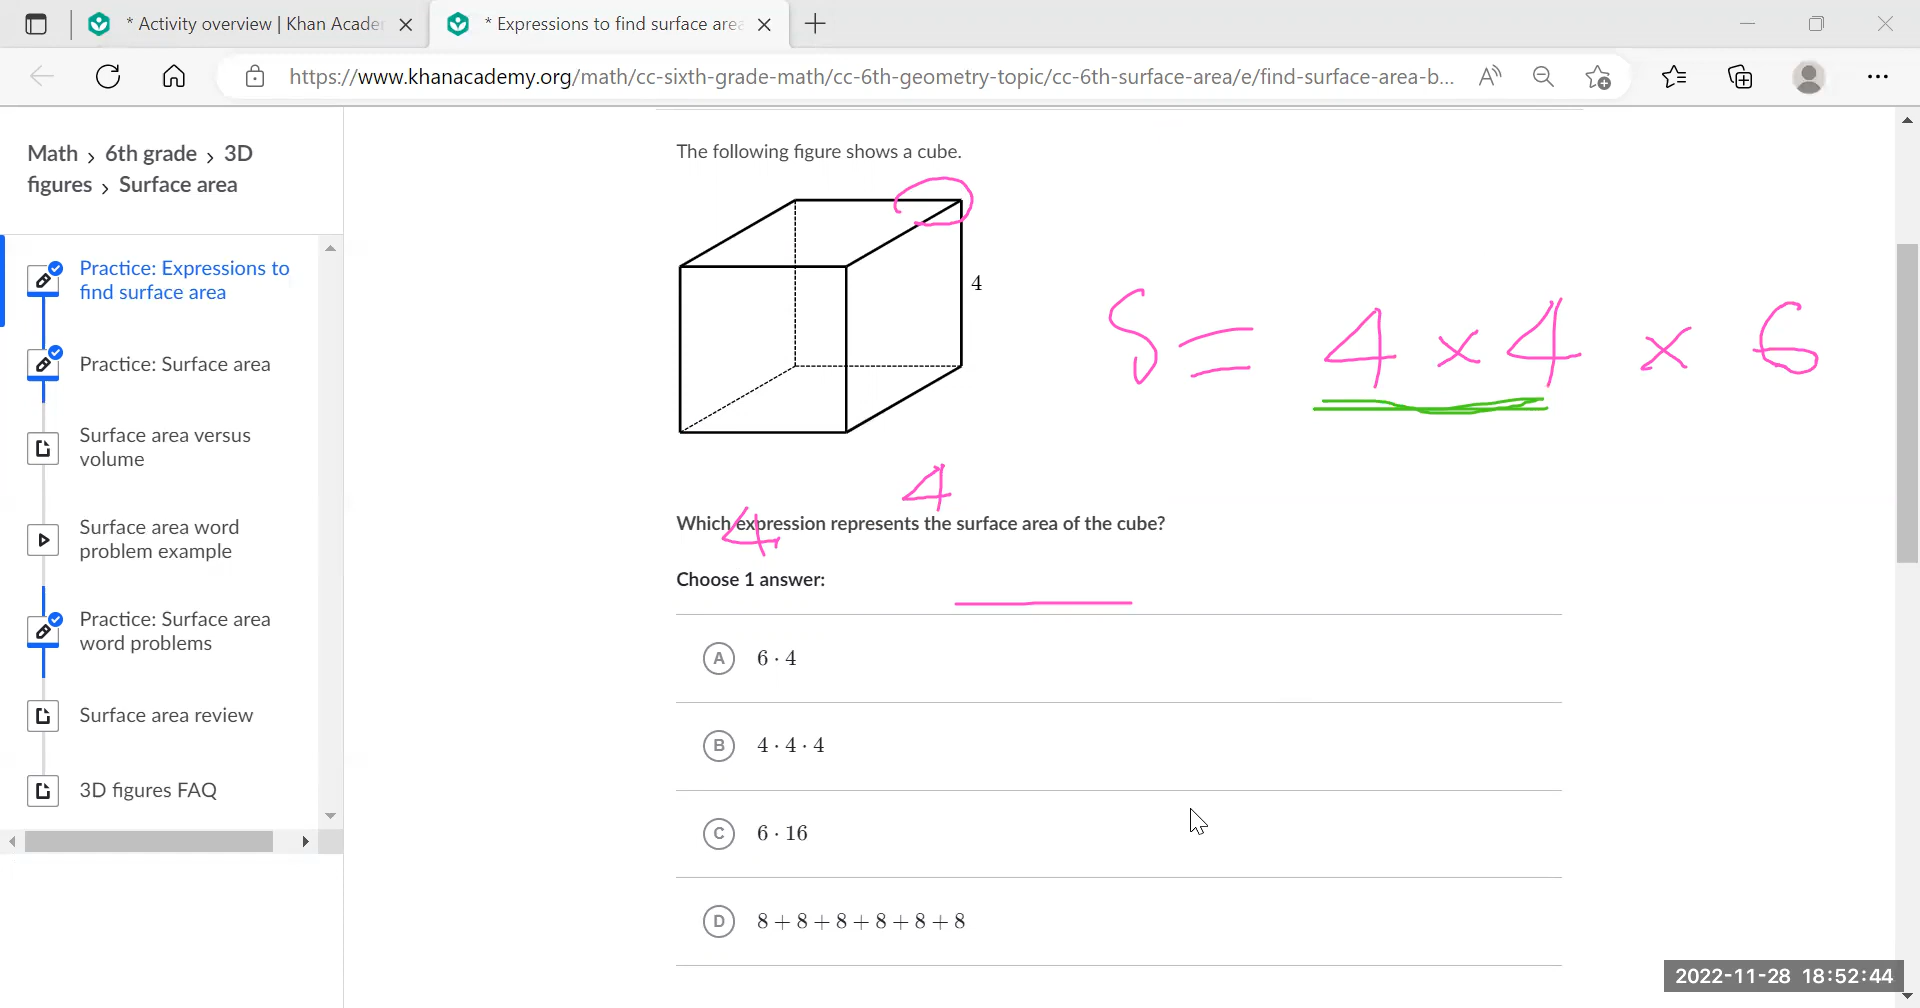 * Activity overview | Khan Acade
* Expressions to find surface area
https://www.khanacademy.org/math/cc-sixth-grade-math/cc-6th-geometry-topic/cc-6th-surface-area/e/find-surface-area-b...
Math › 6th grade › 3D
figures › Surface area
Practice: Expressions to
find surface area
Practice: Surface area
Surface area versus
volume
Surface area word
problem example
Practice: Surface area
word problems
Surface area review
3D figures FAQ
The following figure shows a cube.
4
S = 4 × 4 × 6
4
4
Which expression represents the surface area of the cube?
Choose 1 answer:
A 6 · 4
B 4 · 4 · 4
C 6 · 16
D 8 + 8 + 8 + 8 + 8 + 8
2022-11-28 18:52:44